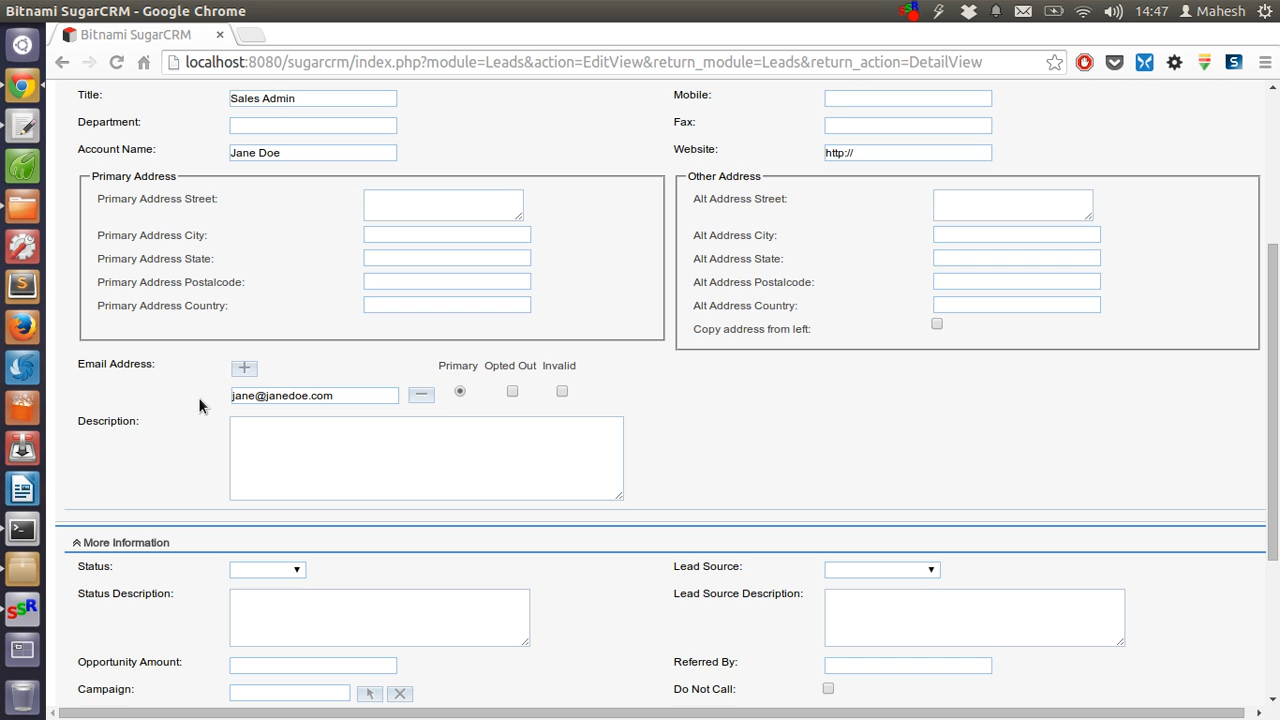 Bitnami SugarCRM - Google Chrome
14:47 Mahesh
Bitnami SugarCRM ×
localhost:8080/sugarcrm/index.php?module=Leads&action=EditView&return_module=Leads&return_action=DetailView
Title: Sales Admin Mobile:
Department: Fax:
Account Name: Jane Doe Website: http://
Primary Address Other Address
Primary Address Street: Alt Address Street:
Primary Address City: Alt Address City:
Primary Address State: Alt Address State:
Primary Address Postalcode: Alt Address Postalcode:
Primary Address Country: Alt Address Country:
Copy address from left:
Email Address: Primary Opted Out Invalid
jane@janedoe.com
Description:
More Information
Status: Lead Source:
Status Description: Lead Source Description:
Opportunity Amount: Referred By:
Campaign: Do Not Call: